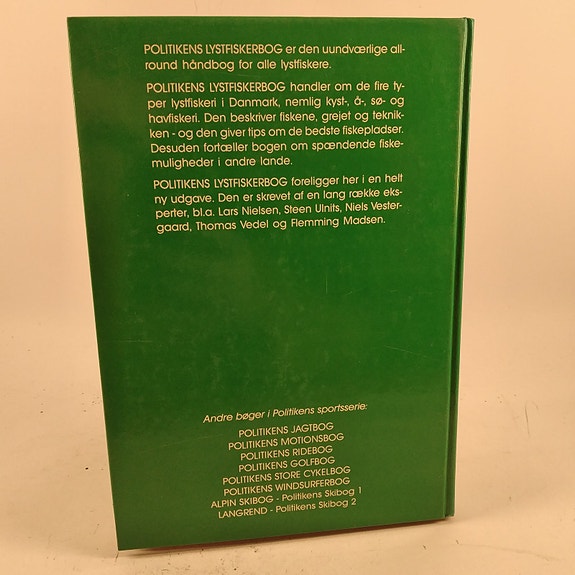 POLITIKENS LYSTFISKERBOG er den uundværlige all-
round håndbog for alle lystfiskere.
POLITIKENS LYSTFISKERBOG handler om de fire ty-
per lystfiskeri i Danmark, nemlig kyst-, å-, sø- og
havfiskeri. Den beskriver fiskene, grejet og teknik-
ken - og den giver tips om de bedste fiskepladser.
Desuden fortæller bogen om spændende fiske-
muligheder i andre lande.
POLITIKENS LYSTFISKERBOG foreligger her i en helt
ny udgave. Den er skrevet af en lang række eks-
perter, bl.a. Lars Nielsen, Steen Ulnits, Niels Vester-
gaard, Thomas Vedel og Flemming Madsen.
Andre bøger i Politikens sportsserie:
POLITIKENS JAGTBOG
POLITIKENS MOTIONSBOG
POLITIKENS RIDEBOG
POLITIKENS GOLFBOG
POLITIKENS STORE CYKELBOG
POLITIKENS WINDSURFERBOG
ALPIN SKIBOG - Politikens Skibog 1
LANGREND - Politikens Skibog 2